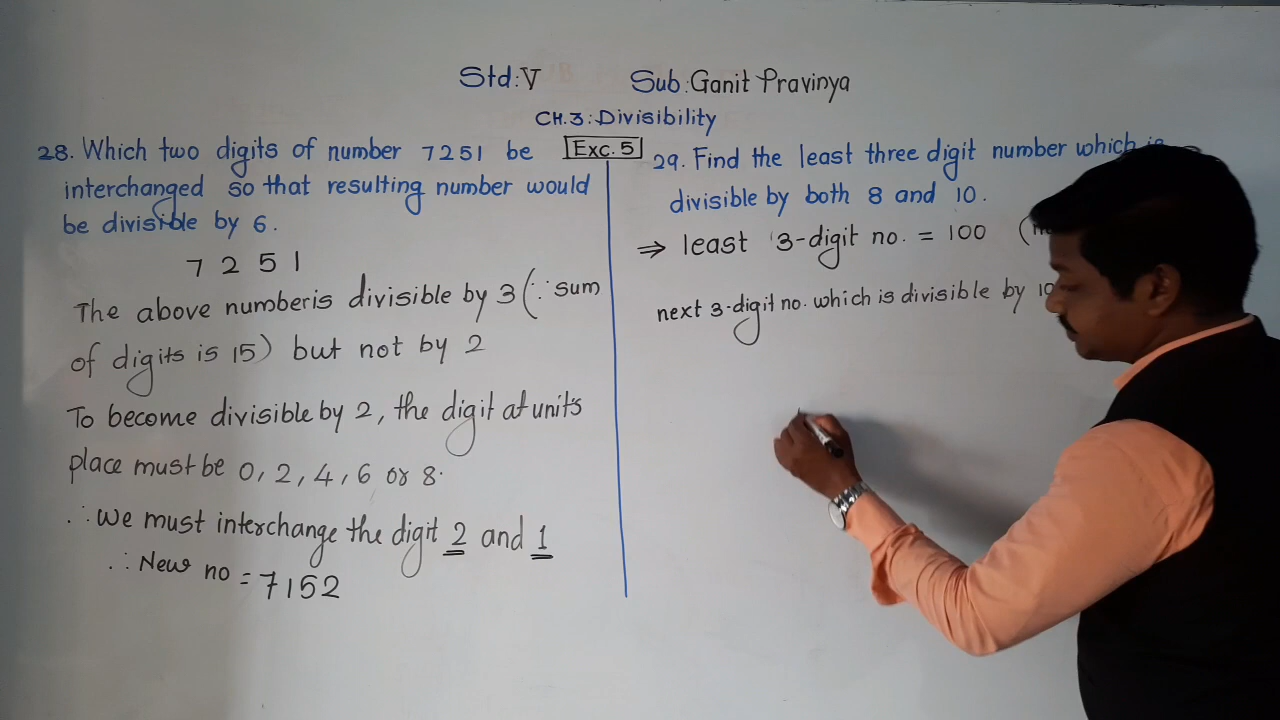 Std:V Sub:Ganit Pravinya
CH.3:Divisibility
Exc.5
28. Which two digits of number 7251 be
interchanged so that resulting number would
be divisible by 6.
7 2 5 1
The above number is divisible by 3 (∵ sum
of digits is 15) but not by 2
To become divisible by 2, the digit at units
place must be 0, 2, 4, 6 or 8.
∴ We must interchange the digit 2 and 1
∴ New no = 7152
29. Find the least three digit number which is
divisible by both 8 and 10.
⇒ least 3-digit no. = 100 (
next 3-digit no. which is divisible by 10